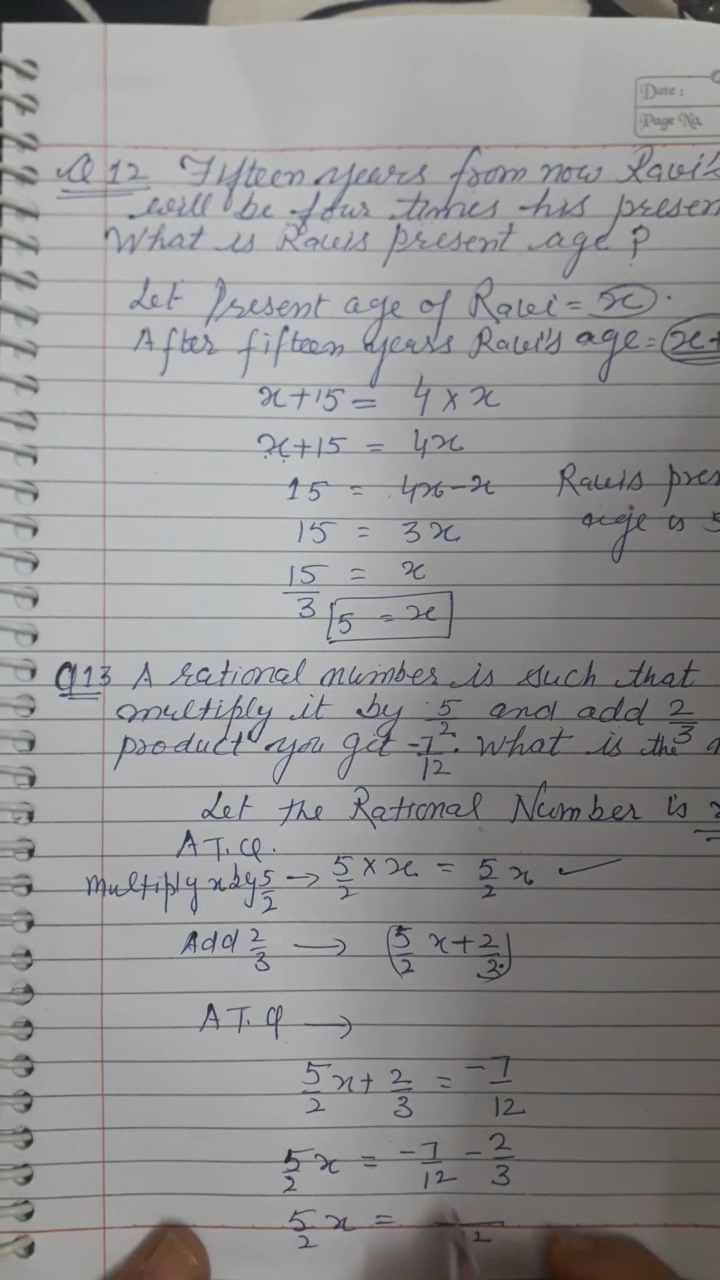 Date :
Page No.
Q 12 Fifteen years from now Ravi's
will be four times his presen
What is Ravis present age?
Let Present age of Ravi = x.
After fifteen years Ravi's age = x+
x+15 = 4 × x
x+15 = 4x
15 = 4x-x Ravis pres
15 = 3x age is 5
15/3 = x
5 = x
Q13 A rational number is such that
multiply it by 5/2 and add 2/3
product you get -7/12. What is the
Let the Rational Number is
A.T.Q.
Multiply x by 5/2 → 5/2 × x = 5/2 x ✓
Add 2/3 → (5/2 x + 2/3)
A.T.Q →
5/2 x + 2/3 = -7/12
5/2 x = -7/12 - 2/3
5/2 x =